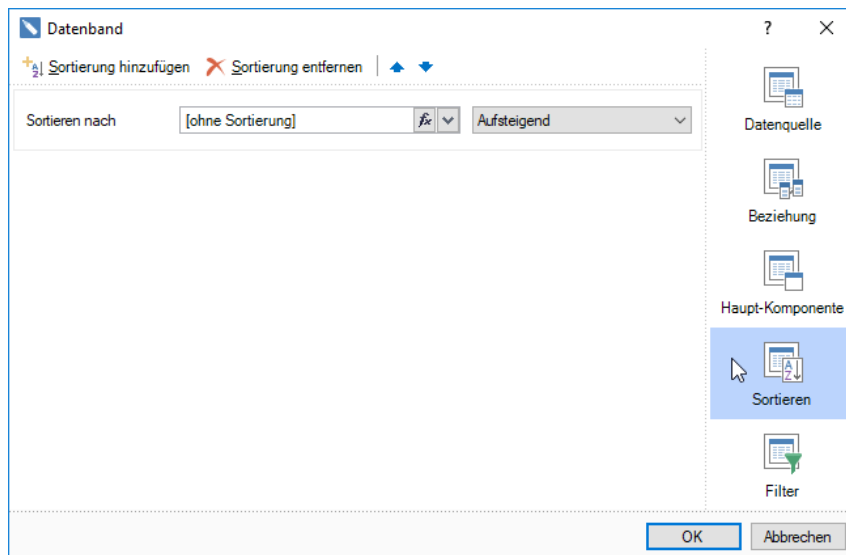 Datenband
Sortierung hinzufügen Sortierung entfernen
Sortieren nach [ohne Sortierung] Aufsteigend
Datenquelle
Beziehung
Haupt-Komponente
Sortieren
Filter
OK Abbrechen